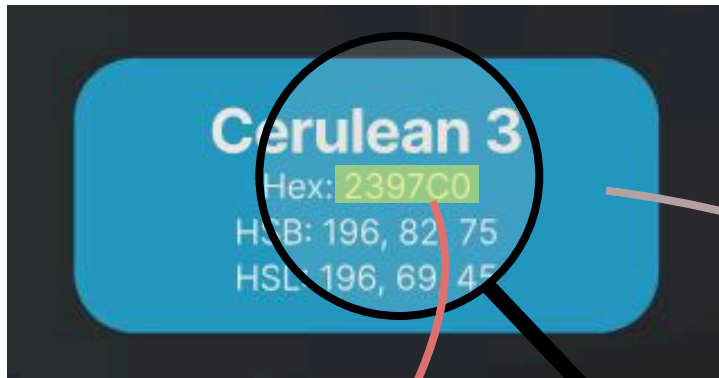 Cerulean 3
Hex: 2397C0
HSB: 196, 82, 75
HSL: 196, 69, 45